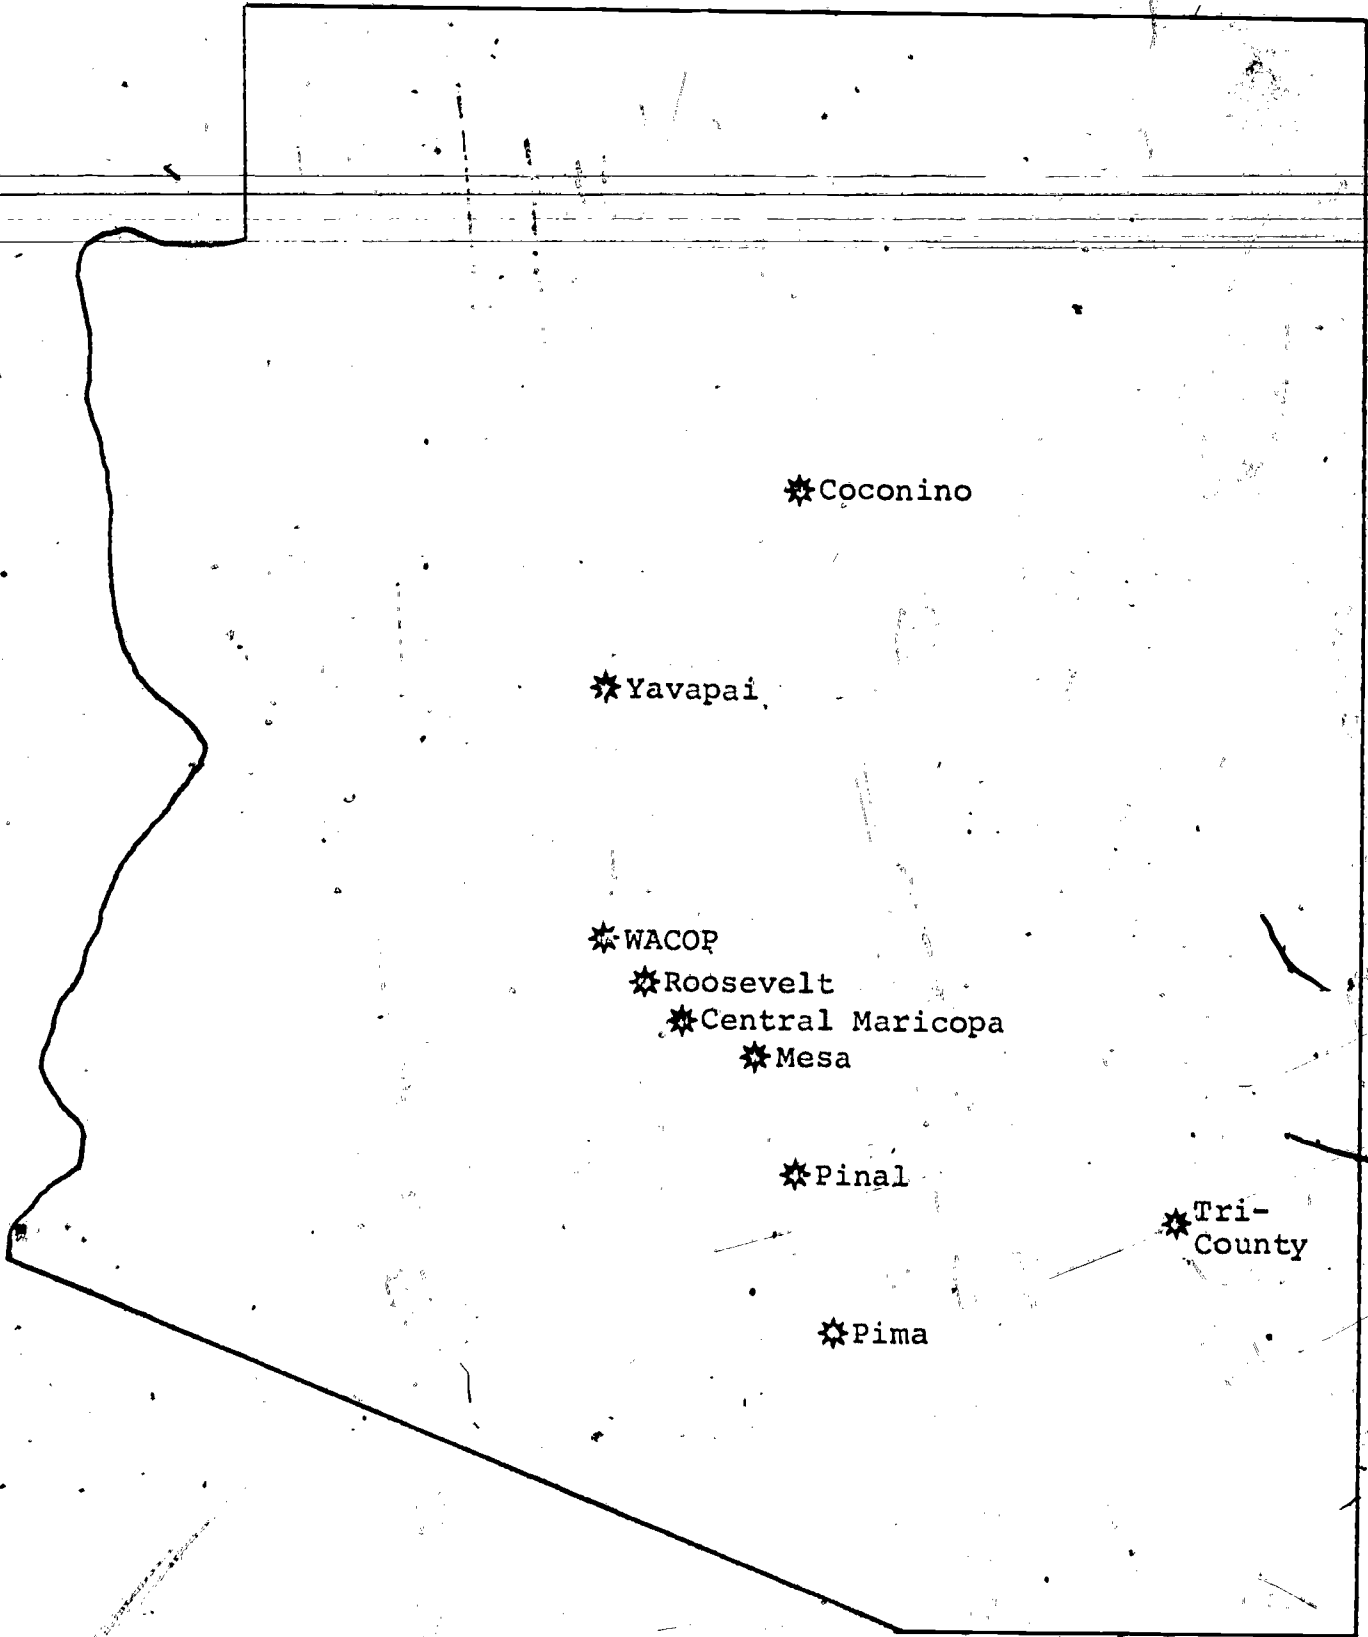 Coconino
Yavapai
WACOP
Roosevelt
Central Maricopa
Mesa
Pinal
Tri-
County
Pima